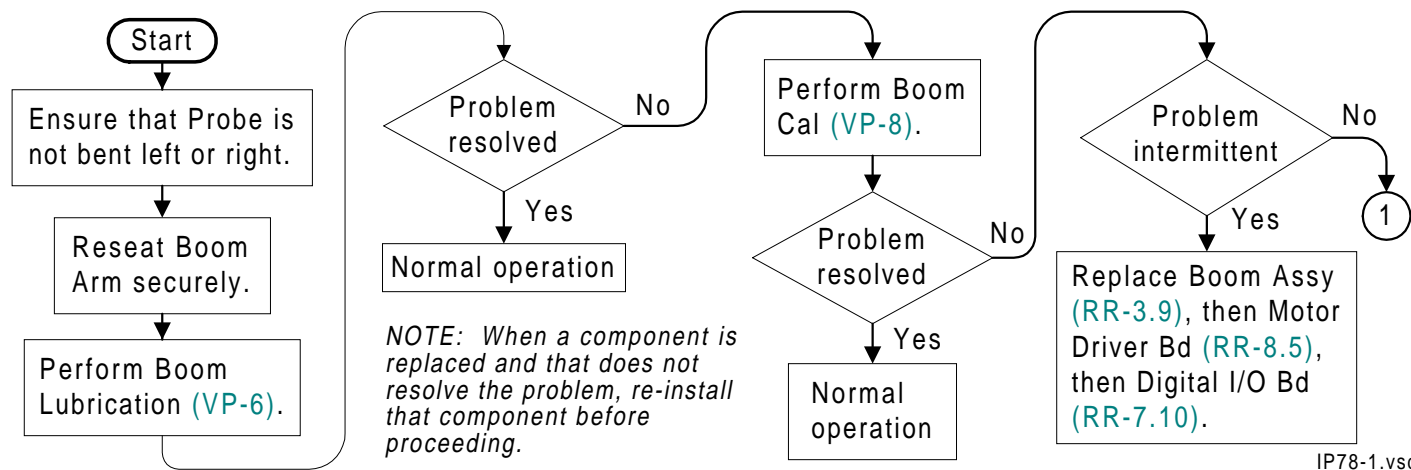 Start
Ensure that Probe is
not bent left or right.
Reseat Boom
Arm securely.
Perform Boom
Lubrication (VP-6).
Problem
resolved
No
Yes
Normal operation
NOTE: When a component is
replaced and that does not
resolve the problem, re-install
that component before
proceeding.
Perform Boom
Cal (VP-8).
Problem
resolved
No
Yes
Normal
operation
Problem
intermittent
No
1
Yes
Replace Boom Assy
(RR-3.9), then Motor
Driver Bd (RR-8.5),
then Digital I/O Bd
(RR-7.10).
IP78-1.vsd